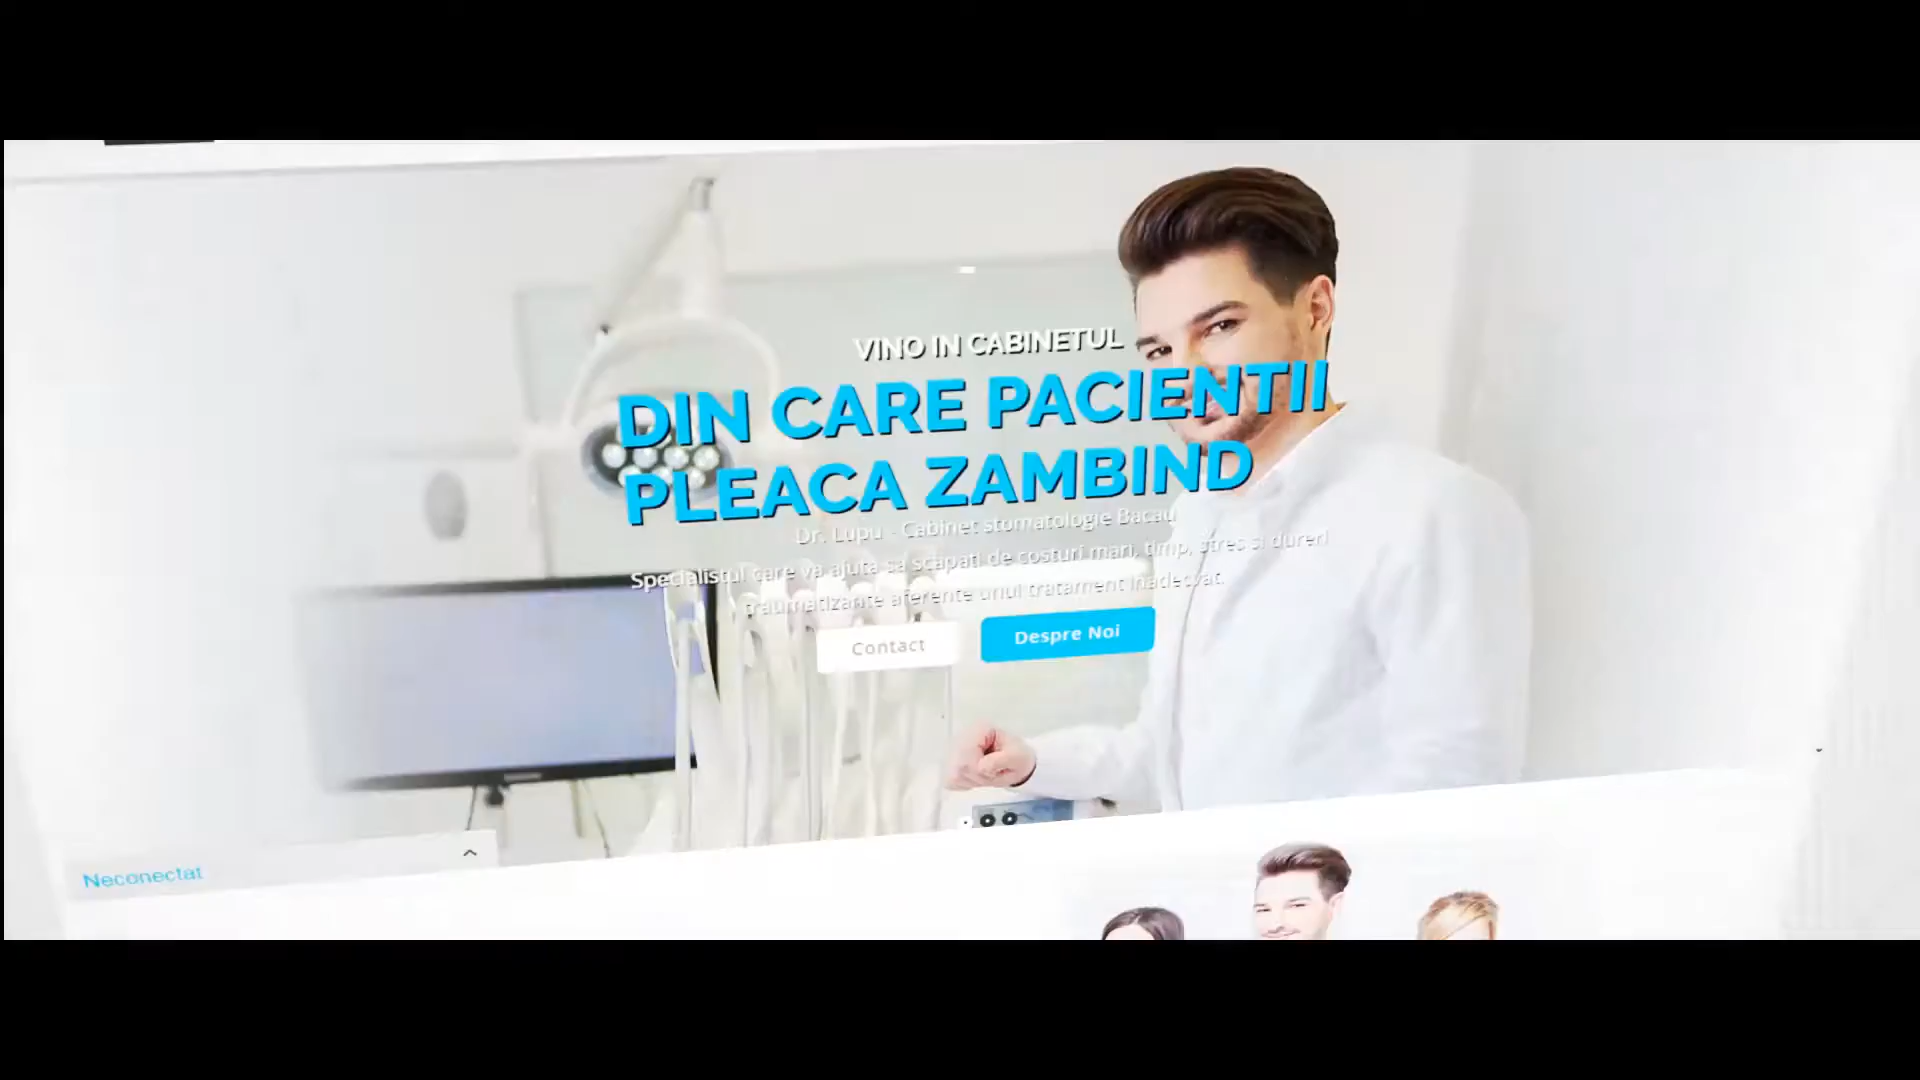 VINO IN CABINETUL
DIN CARE PACIENTII
PLEACA ZAMBIND
Dr. Lupu - Cabinet stomatologie Bacau
Specialistul care va ajuta sa scapati de costuri mari, timp, stres si dureri
traumatizante aferente unui tratament inadecvat.
Contact
Despre Noi
Neconectat